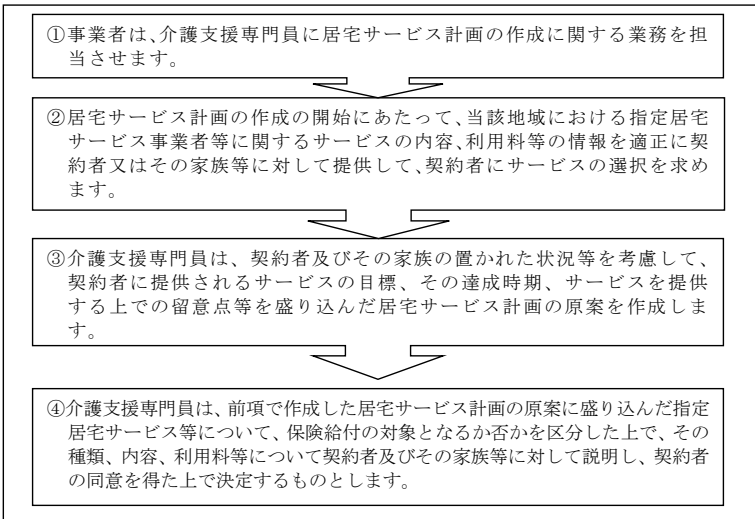 ①事業者は、介護支援専門員に居宅サービス計画の作成に関する業務を担
当させます。
②居宅サービス計画の作成の開始にあたって、当該地域における指定居宅
サービス事業者等に関するサービスの内容、利用料等の情報を適正に契
約者又はその家族等に対して提供して、契約者にサービスの選択を求め
ます。
③介護支援専門員は、契約者及びその家族の置かれた状況等を考慮して、
契約者に提供されるサービスの目標、その達成時期、サービスを提供
する上での留意点等を盛り込んだ居宅サービス計画の原案を作成しま
す。
④介護支援専門員は、前項で作成した居宅サービス計画の原案に盛り込んだ指定
居宅サービス等について、保険給付の対象となるか否かを区分した上で、その
種類、内容、利用料等について契約者及びその家族等に対して説明し、契約者
の同意を得た上で決定するものとします。